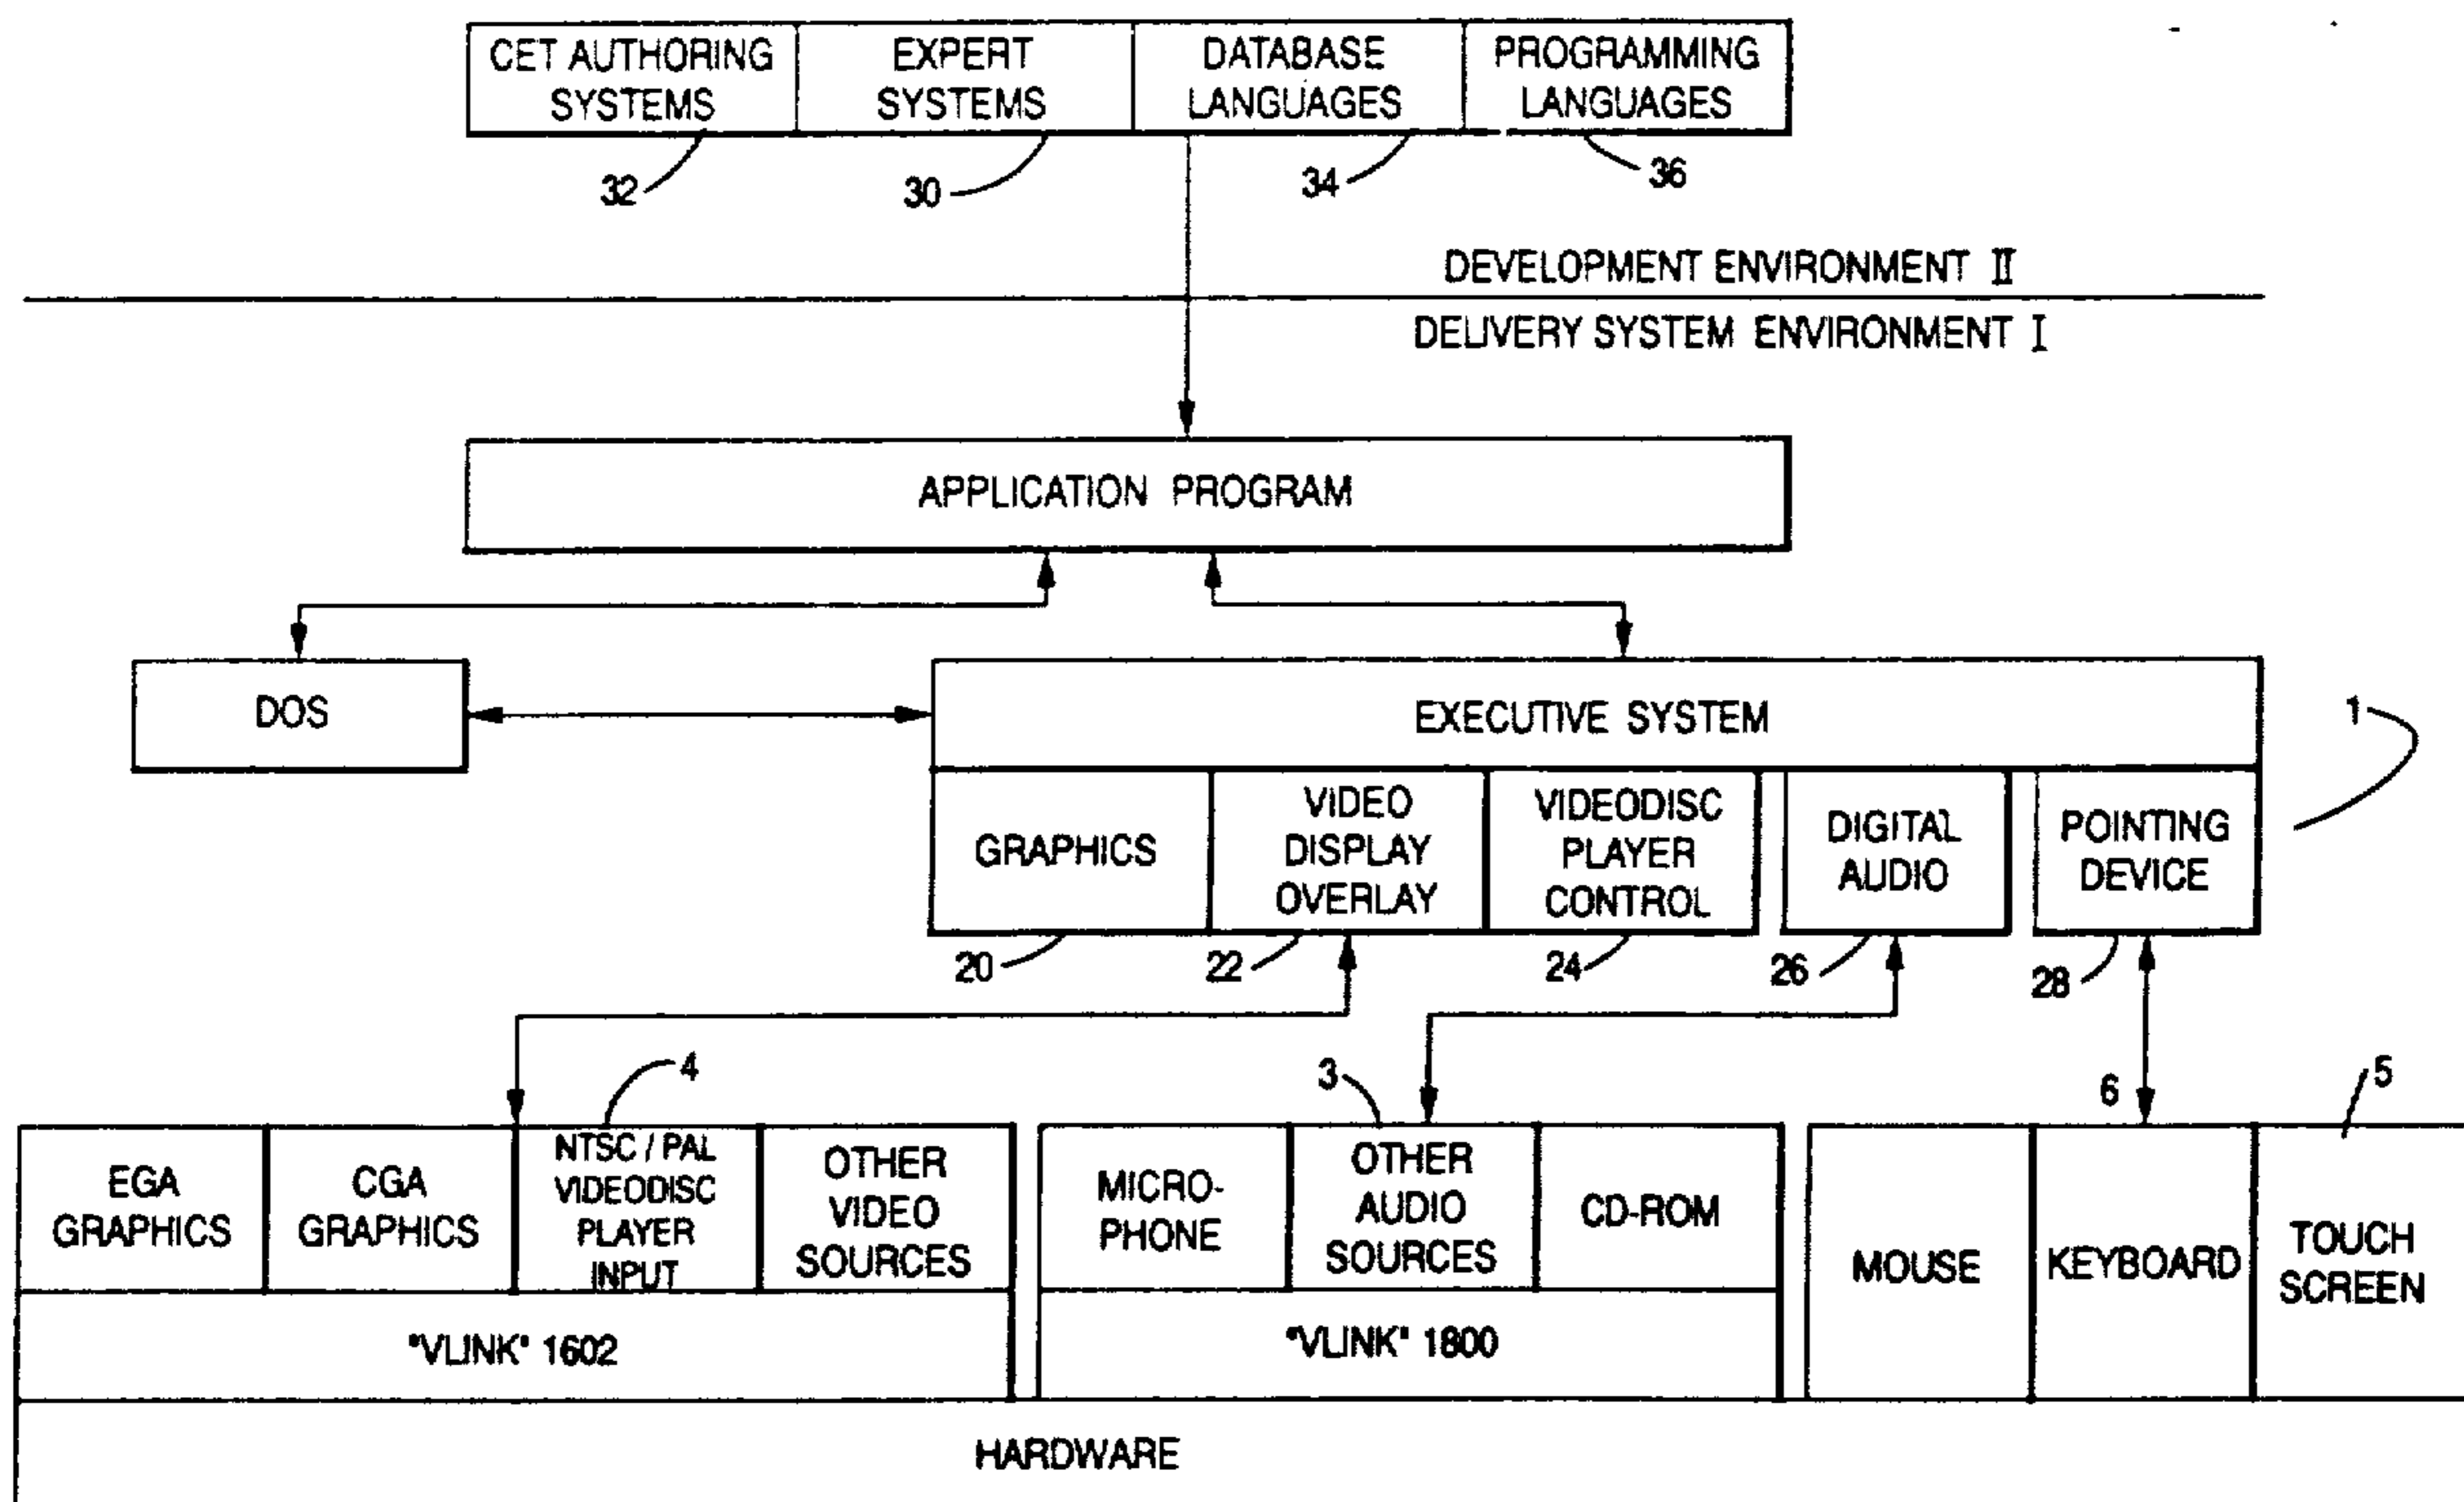 CET AUTHORING
SYSTEMS
EXPERT
SYSTEMS
DATABASE
LANGUAGES
PROGRAMMING
LANGUAGES
32
30
34
36
DEVELOPMENT ENVIRONMENT II
DELIVERY SYSTEM ENVIRONMENT I
APPLICATION PROGRAM
DOS
EXECUTIVE SYSTEM
1
GRAPHICS
VIDEO
DISPLAY
OVERLAY
VIDEODISC
PLAYER
CONTROL
DIGITAL
AUDIO
POINTING
DEVICE
20
22
24
26
28
4
3
6
5
EGA
GRAPHICS
CGA
GRAPHICS
NTSC / PAL
VIDEODISC
PLAYER
INPUT
OTHER
VIDEO
SOURCES
MICRO-
PHONE
OTHER
AUDIO
SOURCES
CD-ROM
MOUSE
KEYBOARD
TOUCH
SCREEN
"VLINK" 1602
"VLINK" 1800
HARDWARE